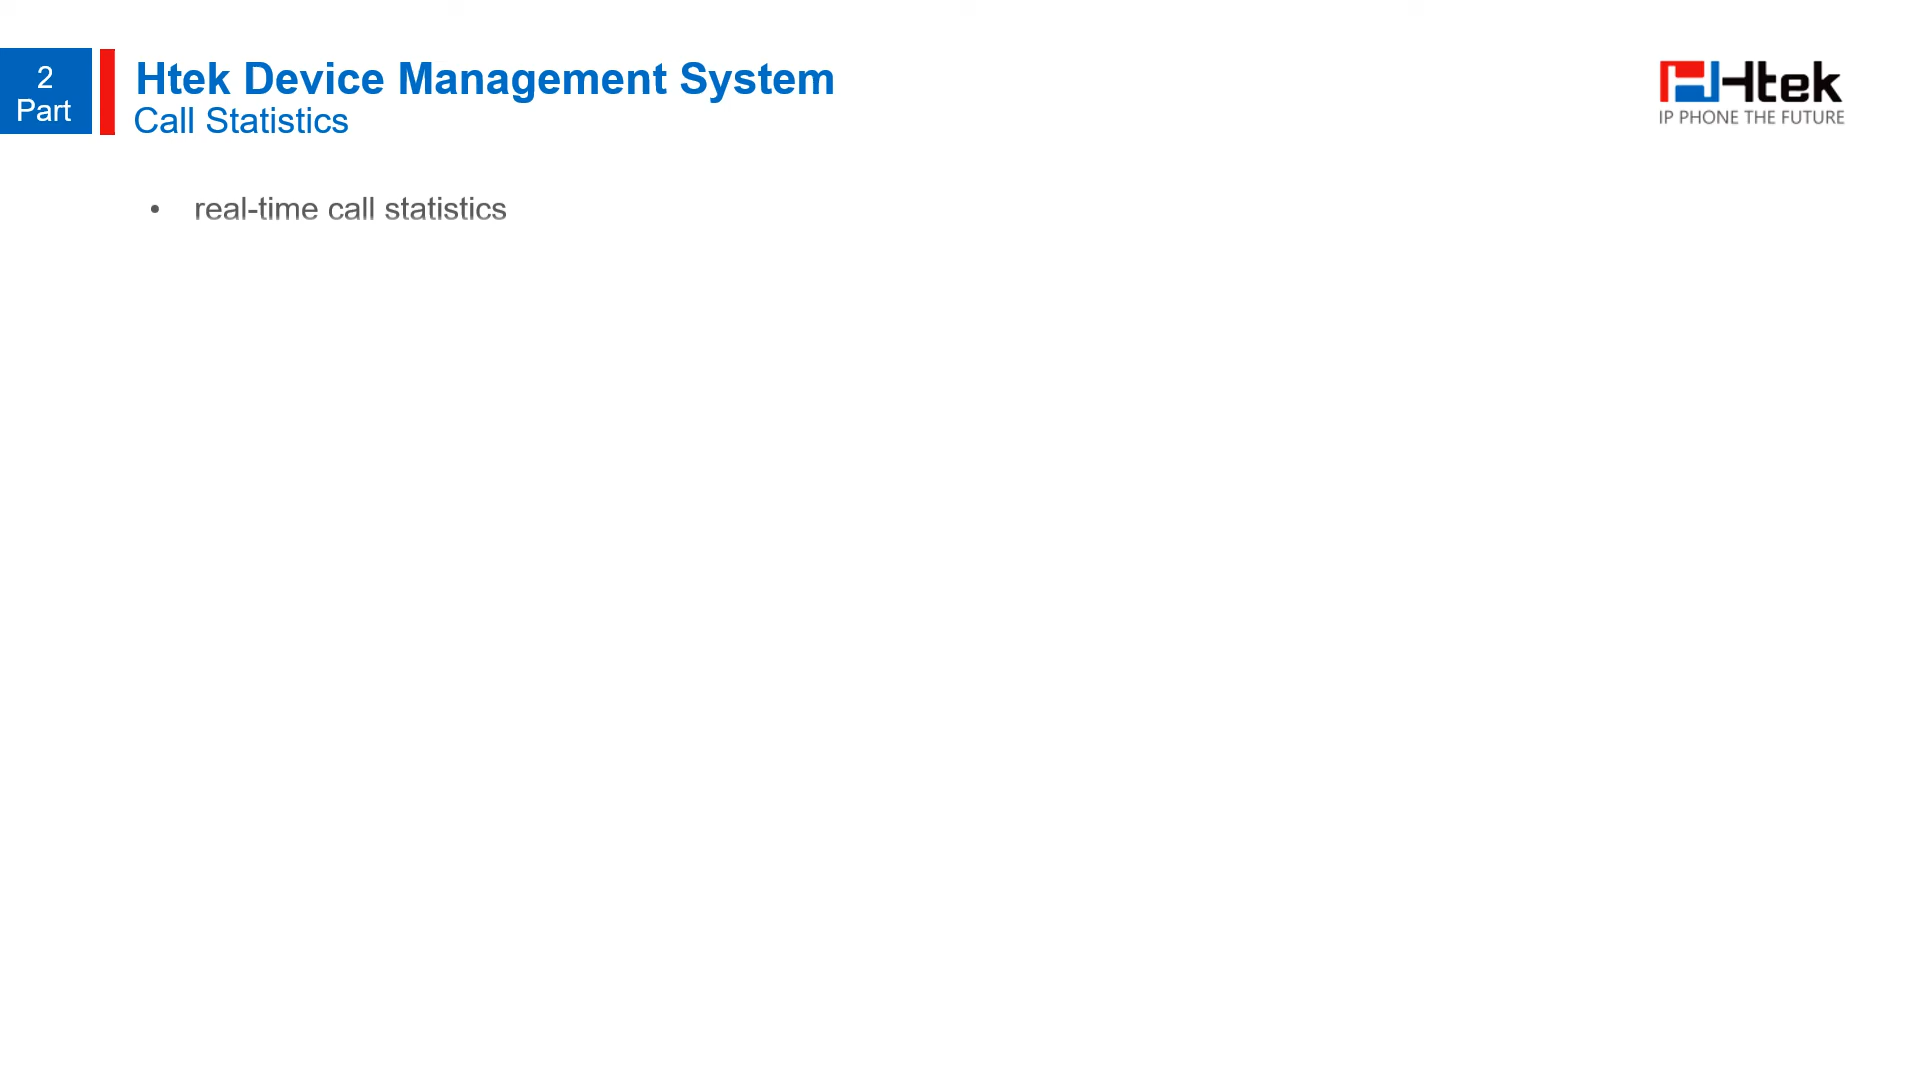 2
Part
Htek Device Management System
Call Statistics
Htek
IP PHONE THE FUTURE
• real-time call statistics